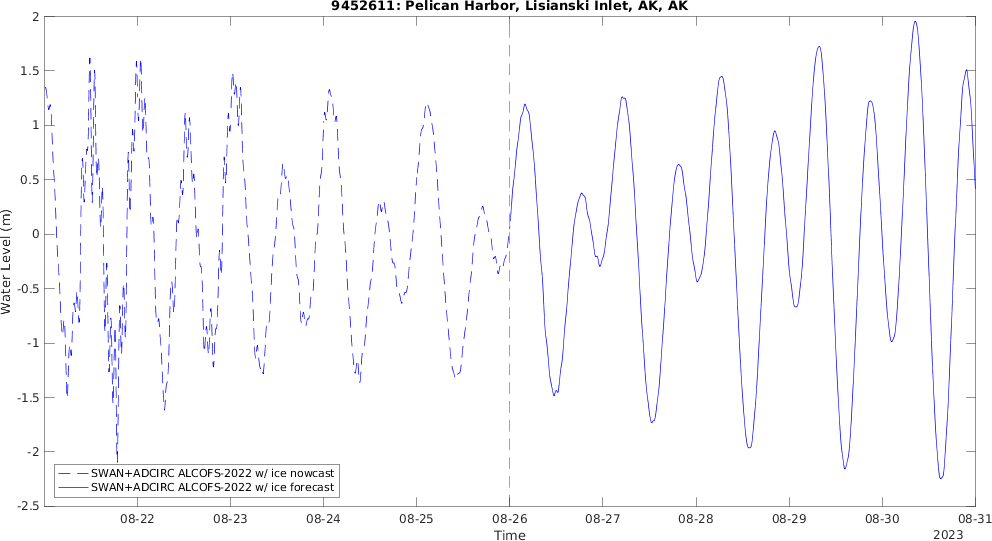 9452611: Pelican Harbor, Lisianski Inlet, AK, AK
2
1.5
1
0.5
0
-0.5
-1
-1.5
-2
-2.5
Water Level (m)
SWAN+ADCIRC ALCOFS-2022 w/ ice nowcast
SWAN+ADCIRC ALCOFS-2022 w/ ice forecast
08-22 08-23 08-24 08-25 08-26 08-27 08-28 08-29 08-30 08-31
Time
2023